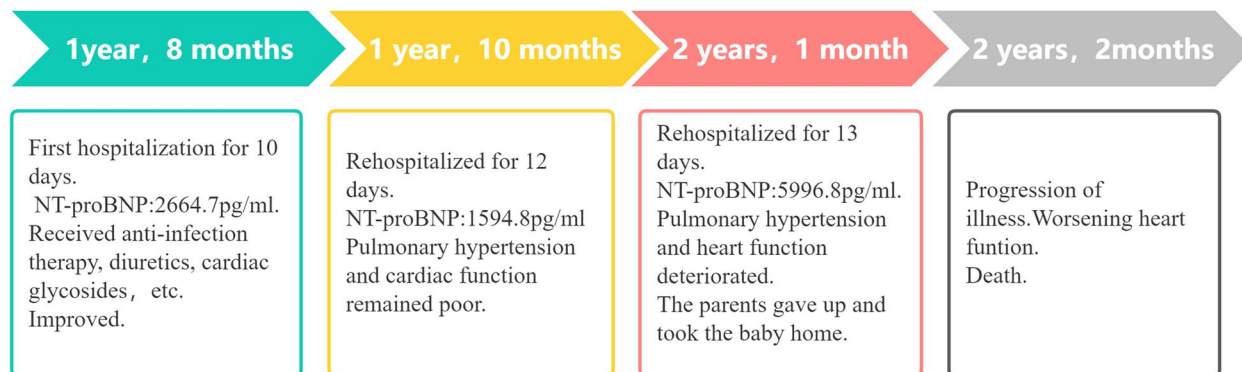 1year，8 months
1 year，10 months
2 years，1 month
2 years，2months
First hospitalization for 10
days.
NT-proBNP:2664.7pg/ml.
Received anti-infection
therapy, diuretics, cardiac
glycosides，etc.
Improved.
Rehospitalized for 12
days.
NT-proBNP:1594.8pg/ml
Pulmonary hypertension
and cardiac function
remained poor.
Rehospitalized for 13
days.
NT-proBNP:5996.8pg/ml.
Pulmonary hypertension
and heart function
deteriorated.
The parents gave up and
took the baby home.
Progression of
illness.Worsening heart
funtion.
Death.